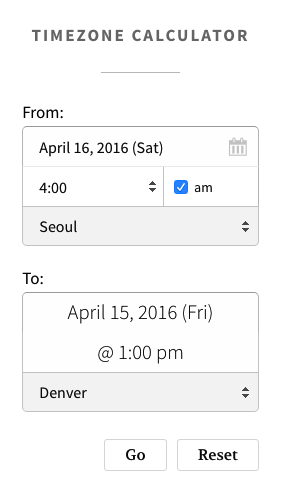 TIMEZONE CALCULATOR
From:
April 16, 2016 (Sat)
4:00 am
Seoul
To:
April 15, 2016 (Fri)
@ 1:00 pm
Denver
Go Reset